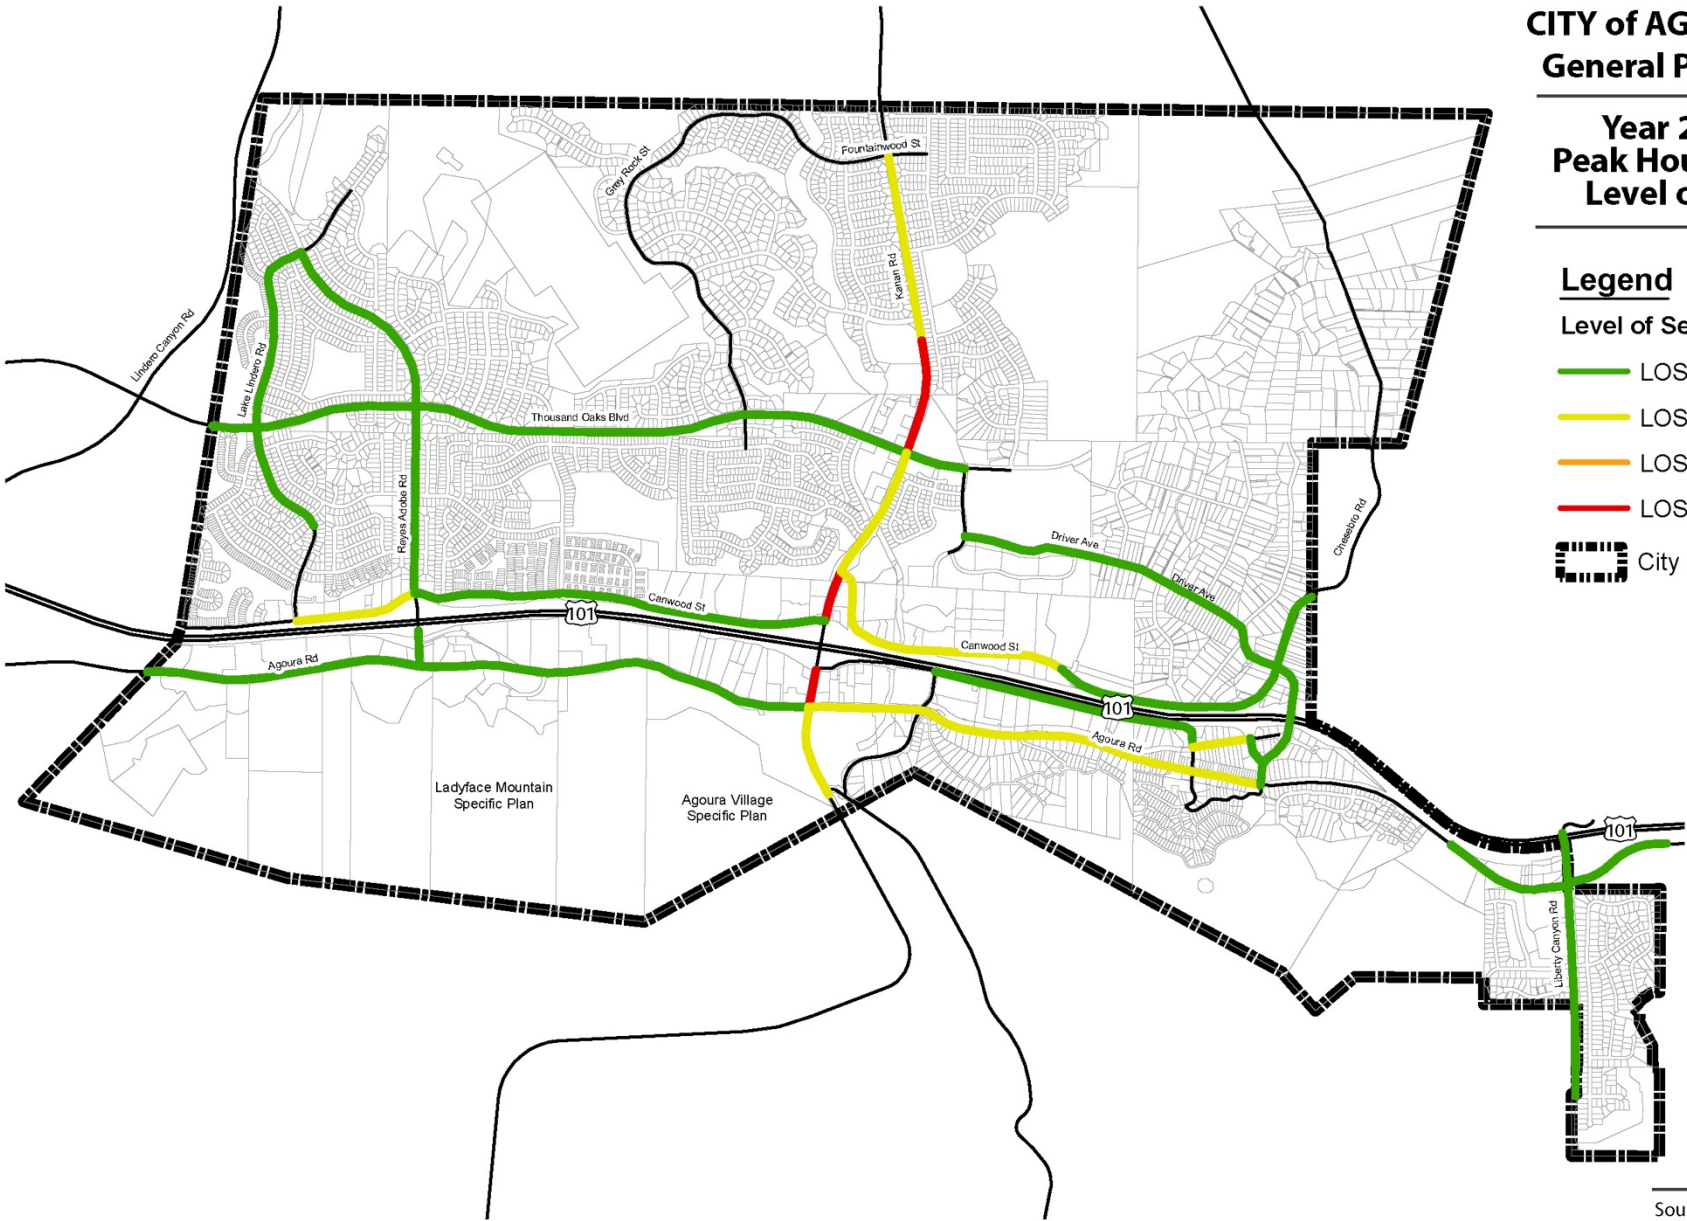 CITY of AG
General P
Year 2
Peak Hou
Level o
Legend
Level of Se
LOS
LOS
LOS
LOS
City
Fountainwood St
Grey Rock St
Kanan Rd
Lindero Canyon Rd
Lake Lindero Rd
Thousand Oaks Blvd
Reyes Adobe Rd
Chesebro Rd
Driver Ave
Driver Ave
Canwood St
101
Canwood St
Agoura Rd
101
Agoura Rd
Ladyface Mountain
Specific Plan
Agoura Village
Specific Plan
101
Liberty Canyon Rd
Sou